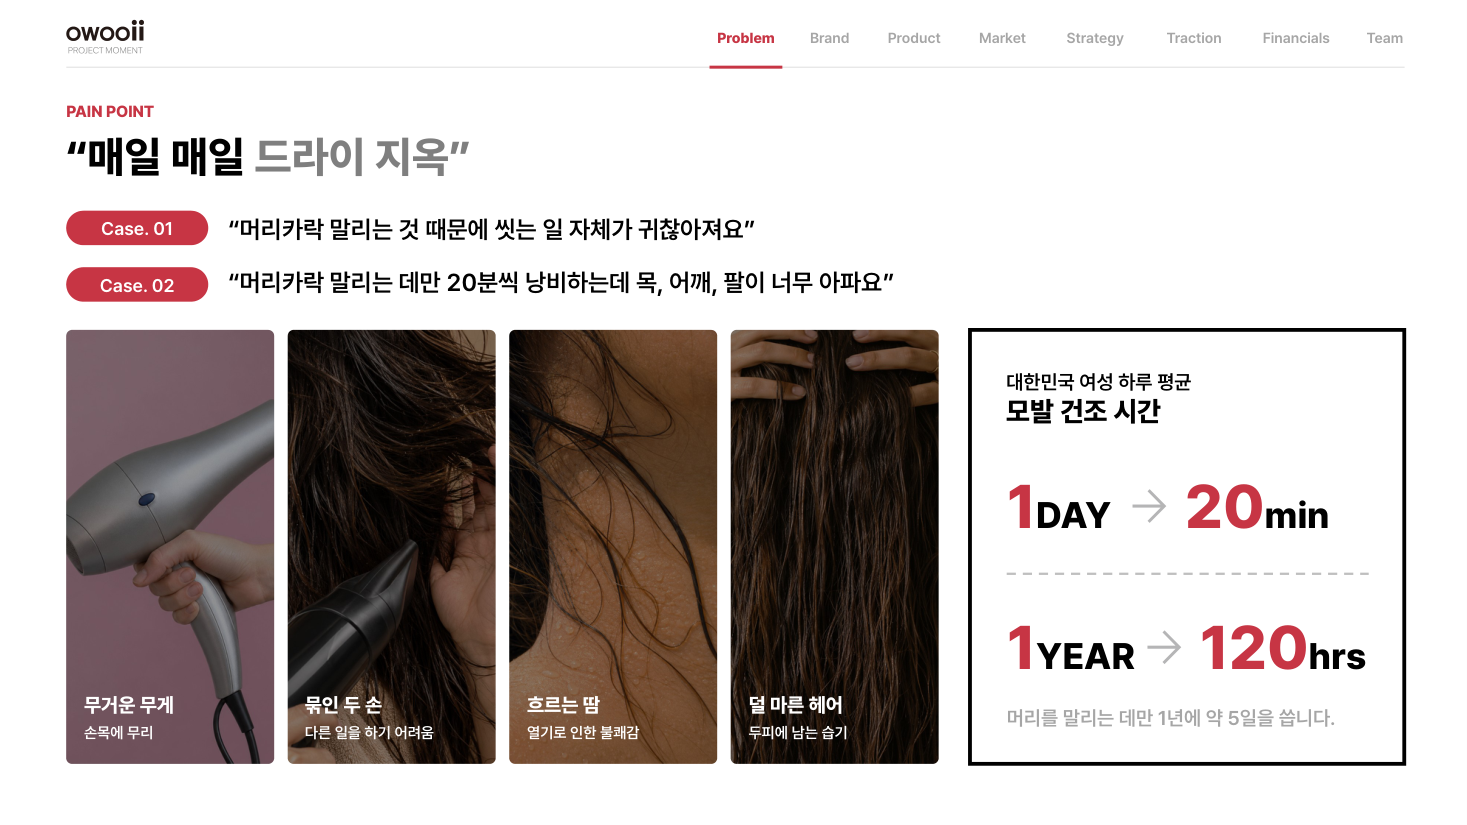 owooii
PROJECT MOMENT
Problem Brand Product Market Strategy Traction Financials Team
PAIN POINT
“매일 매일 드라이 지옥”
Case. 01 “머리카락 말리는 것 때문에 씻는 일 자체가 귀찮아져요”
Case. 02 “머리카락 말리는 데만 20분씩 낭비하는데 목, 어깨, 팔이 너무 아파요”
무거운 무게
손목에 무리
묶인 두 손
다른 일을 하기 어려움
흐르는 땀
열기로 인한 불쾌감
덜 마른 헤어
두피에 남는 습기
대한민국 여성 하루 평균
모발 건조 시간
1DAY → 20min
1YEAR → 120hrs
머리를 말리는 데만 1년에 약 5일을 씁니다.